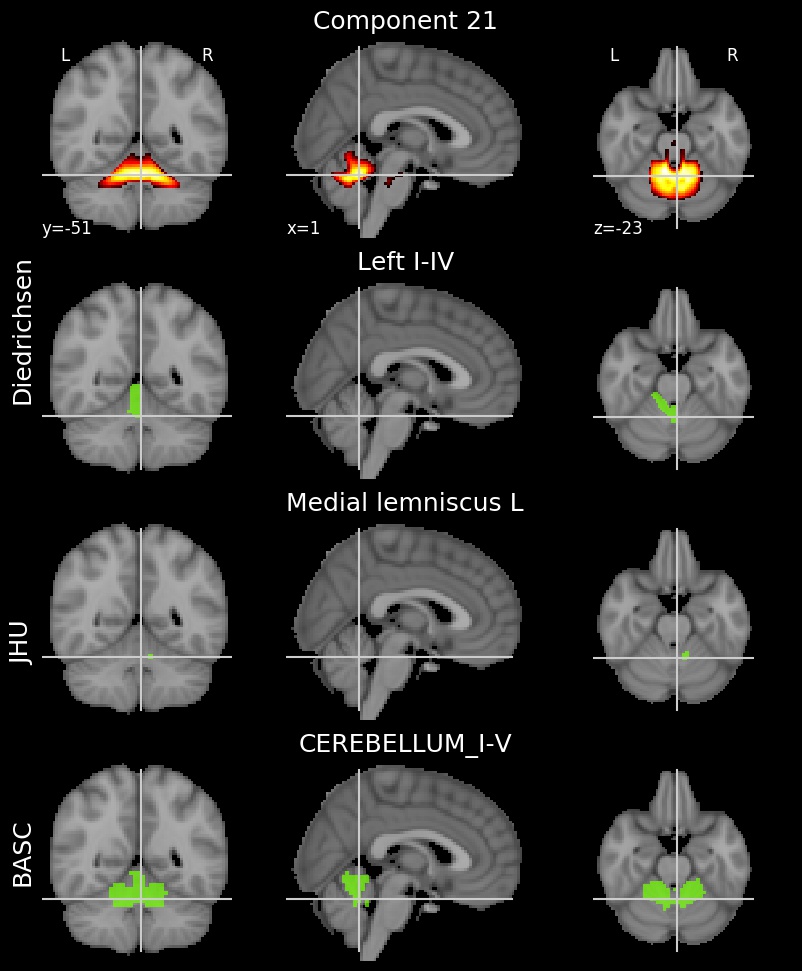 Component 21
L
R
L
R
y=-51
x=1
z=-23
Left I-IV
Diedrichsen
Medial lemniscus L
JHU
CEREBELLUM_I-V
BASC